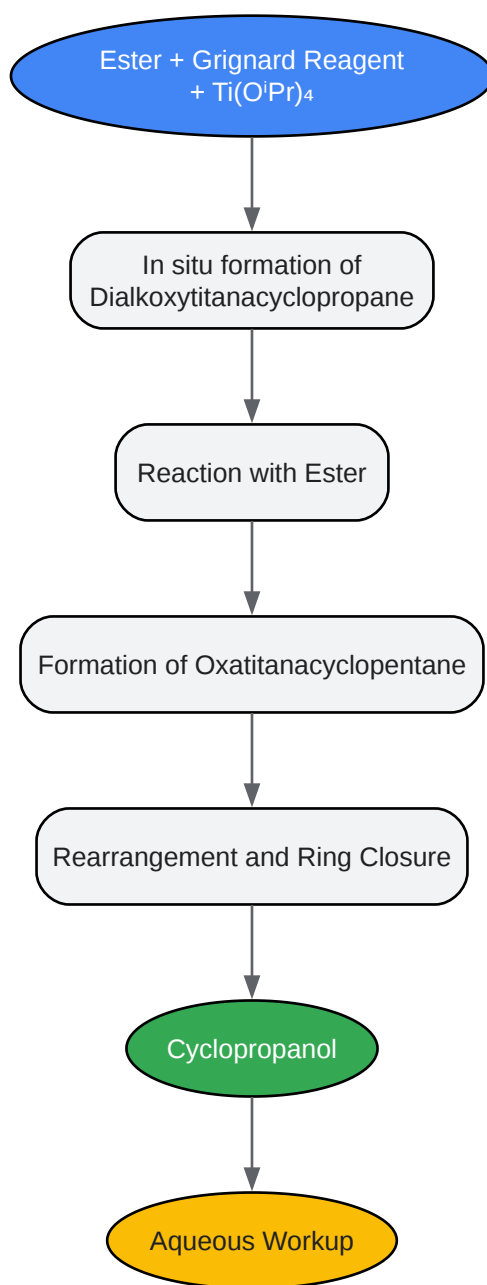 Ester + Grignard Reagent
+ Ti(OⁱPr)₄
In situ formation of
Dialkoxytitanacyclopropane
Reaction with Ester
Formation of Oxatitanacyclopentane
Rearrangement and Ring Closure
Cyclopropanol
Aqueous Workup